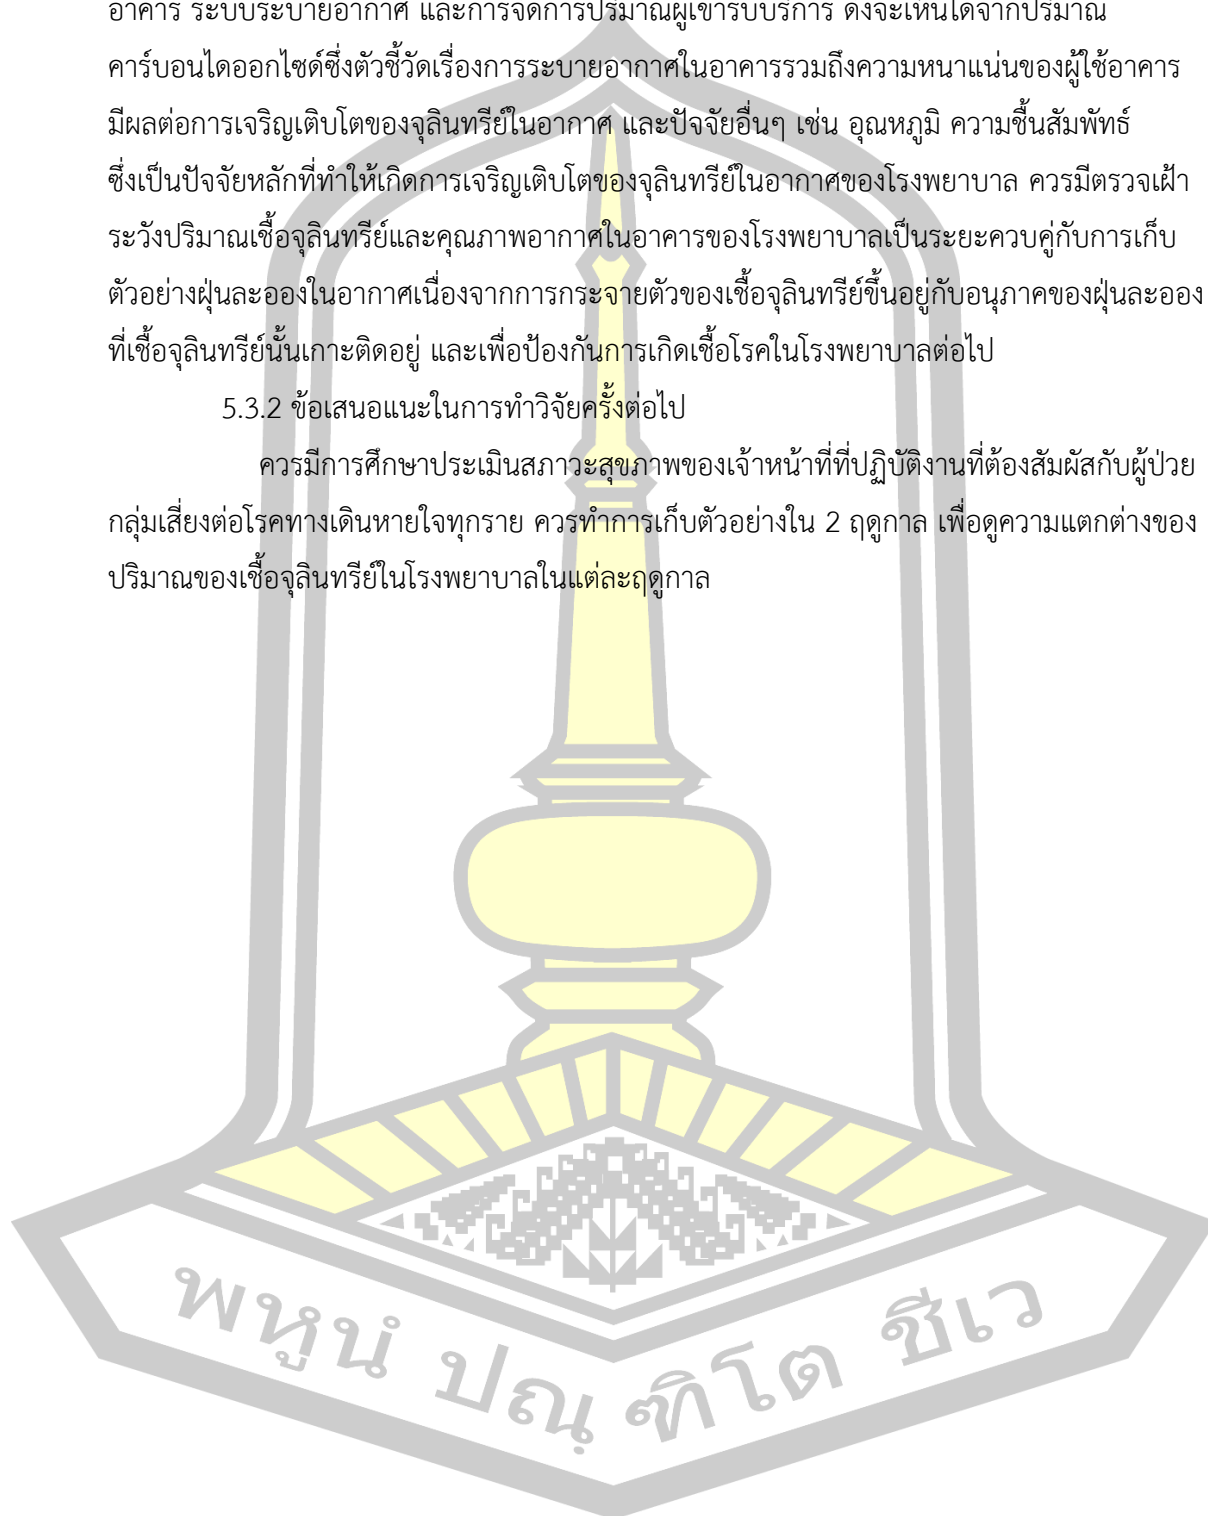 อาคาร ระบบระบายอากาศ และการจัดการปริมาณผู้เข้ารับบริการ ดังจะเห็นได้จากปริมาณ
คาร์บอนไดออกไซด์ซึ่งตัวชี้วัดเรื่องการระบายอากาศในอาคารรวมถึงความหนาแน่นของผู้ใช้อาคาร
มีผลต่อการเจริญเติบโตของจุลินทรีย์ในอากาศ และปัจจัยอื่นๆ เช่น อุณหภูมิ ความชื้นสัมพัทธ์
ซึ่งเป็นปัจจัยหลักที่ทำให้เกิดการเจริญเติบโตของจุลินทรีย์ในอากาศของโรงพยาบาล ควรมีตรวจเฝ้า
ระวังปริมาณเชื้อจุลินทรีย์และคุณภาพอากาศในอาคารของโรงพยาบาลเป็นระยะควบคู่กับการเก็บ
ตัวอย่างฝุ่นละอองในอากาศเนื่องจากการกระจายตัวของเชื้อจุลินทรีย์ขึ้นอยู่กับอนุภาคของฝุ่นละออง
ที่เชื้อจุลินทรีย์นั้นเกาะติดอยู่ และเพื่อป้องกันการเกิดเชื้อโรคในโรงพยาบาลต่อไป
5.3.2 ข้อเสนอแนะในการทำวิจัยครั้งต่อไป
ควรมีการศึกษาประเมินสภาวะสุขภาพของเจ้าหน้าที่ที่ปฏิบัติงานที่ต้องสัมผัสกับผู้ป่วย
กลุ่มเสี่ยงต่อโรคทางเดินหายใจทุกราย ควรทำการเก็บตัวอย่างใน 2 ฤดูกาล เพื่อดูความแตกต่างของ
ปริมาณของเชื้อจุลินทรีย์ในโรงพยาบาลในแต่ละฤดูกาล
พหูนํ ปณฺ ฑิโต ชีเว